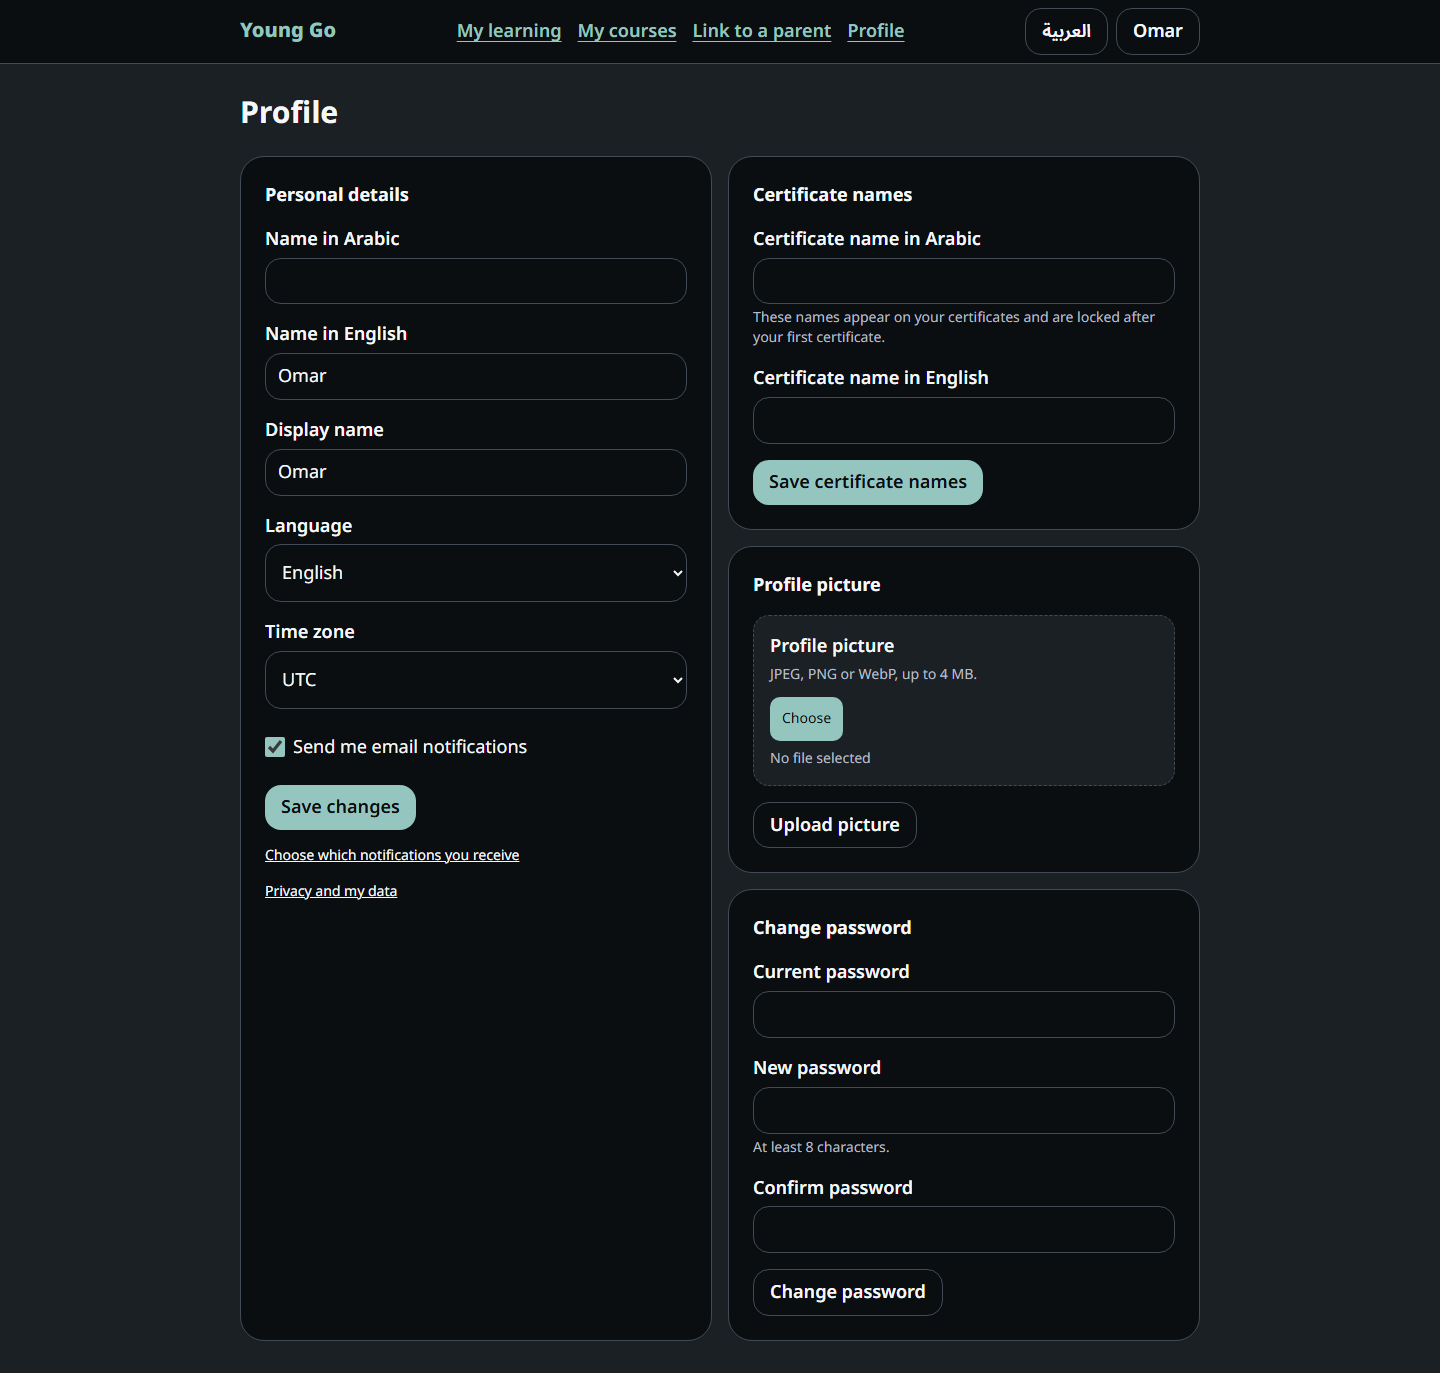 Young Go
My learning My courses Link to a parent Profile
العربية
Omar
Profile
Personal details
Name in Arabic
Name in English
Omar
Display name
Omar
Language
English
Time zone
UTC
Send me email notifications
Save changes
Choose which notifications you receive
Privacy and my data
Certificate names
Certificate name in Arabic
These names appear on your certificates and are locked after
your first certificate.
Certificate name in English
Save certificate names
Profile picture
Profile picture
JPEG, PNG or WebP, up to 4 MB.
Choose
No file selected
Upload picture
Change password
Current password
New password
At least 8 characters.
Confirm password
Change password